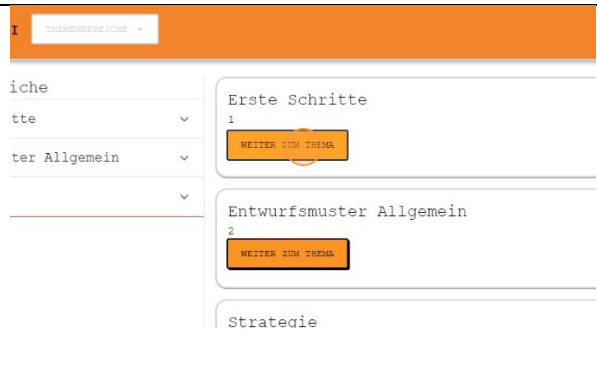 I THEMENBEREICHE
iche
tte
ter Allgemein
Erste Schritte
1
WEITER ZUM THEMA
Entwurfsmuster Allgemein
2
WEITER ZUM THEMA
Strategie